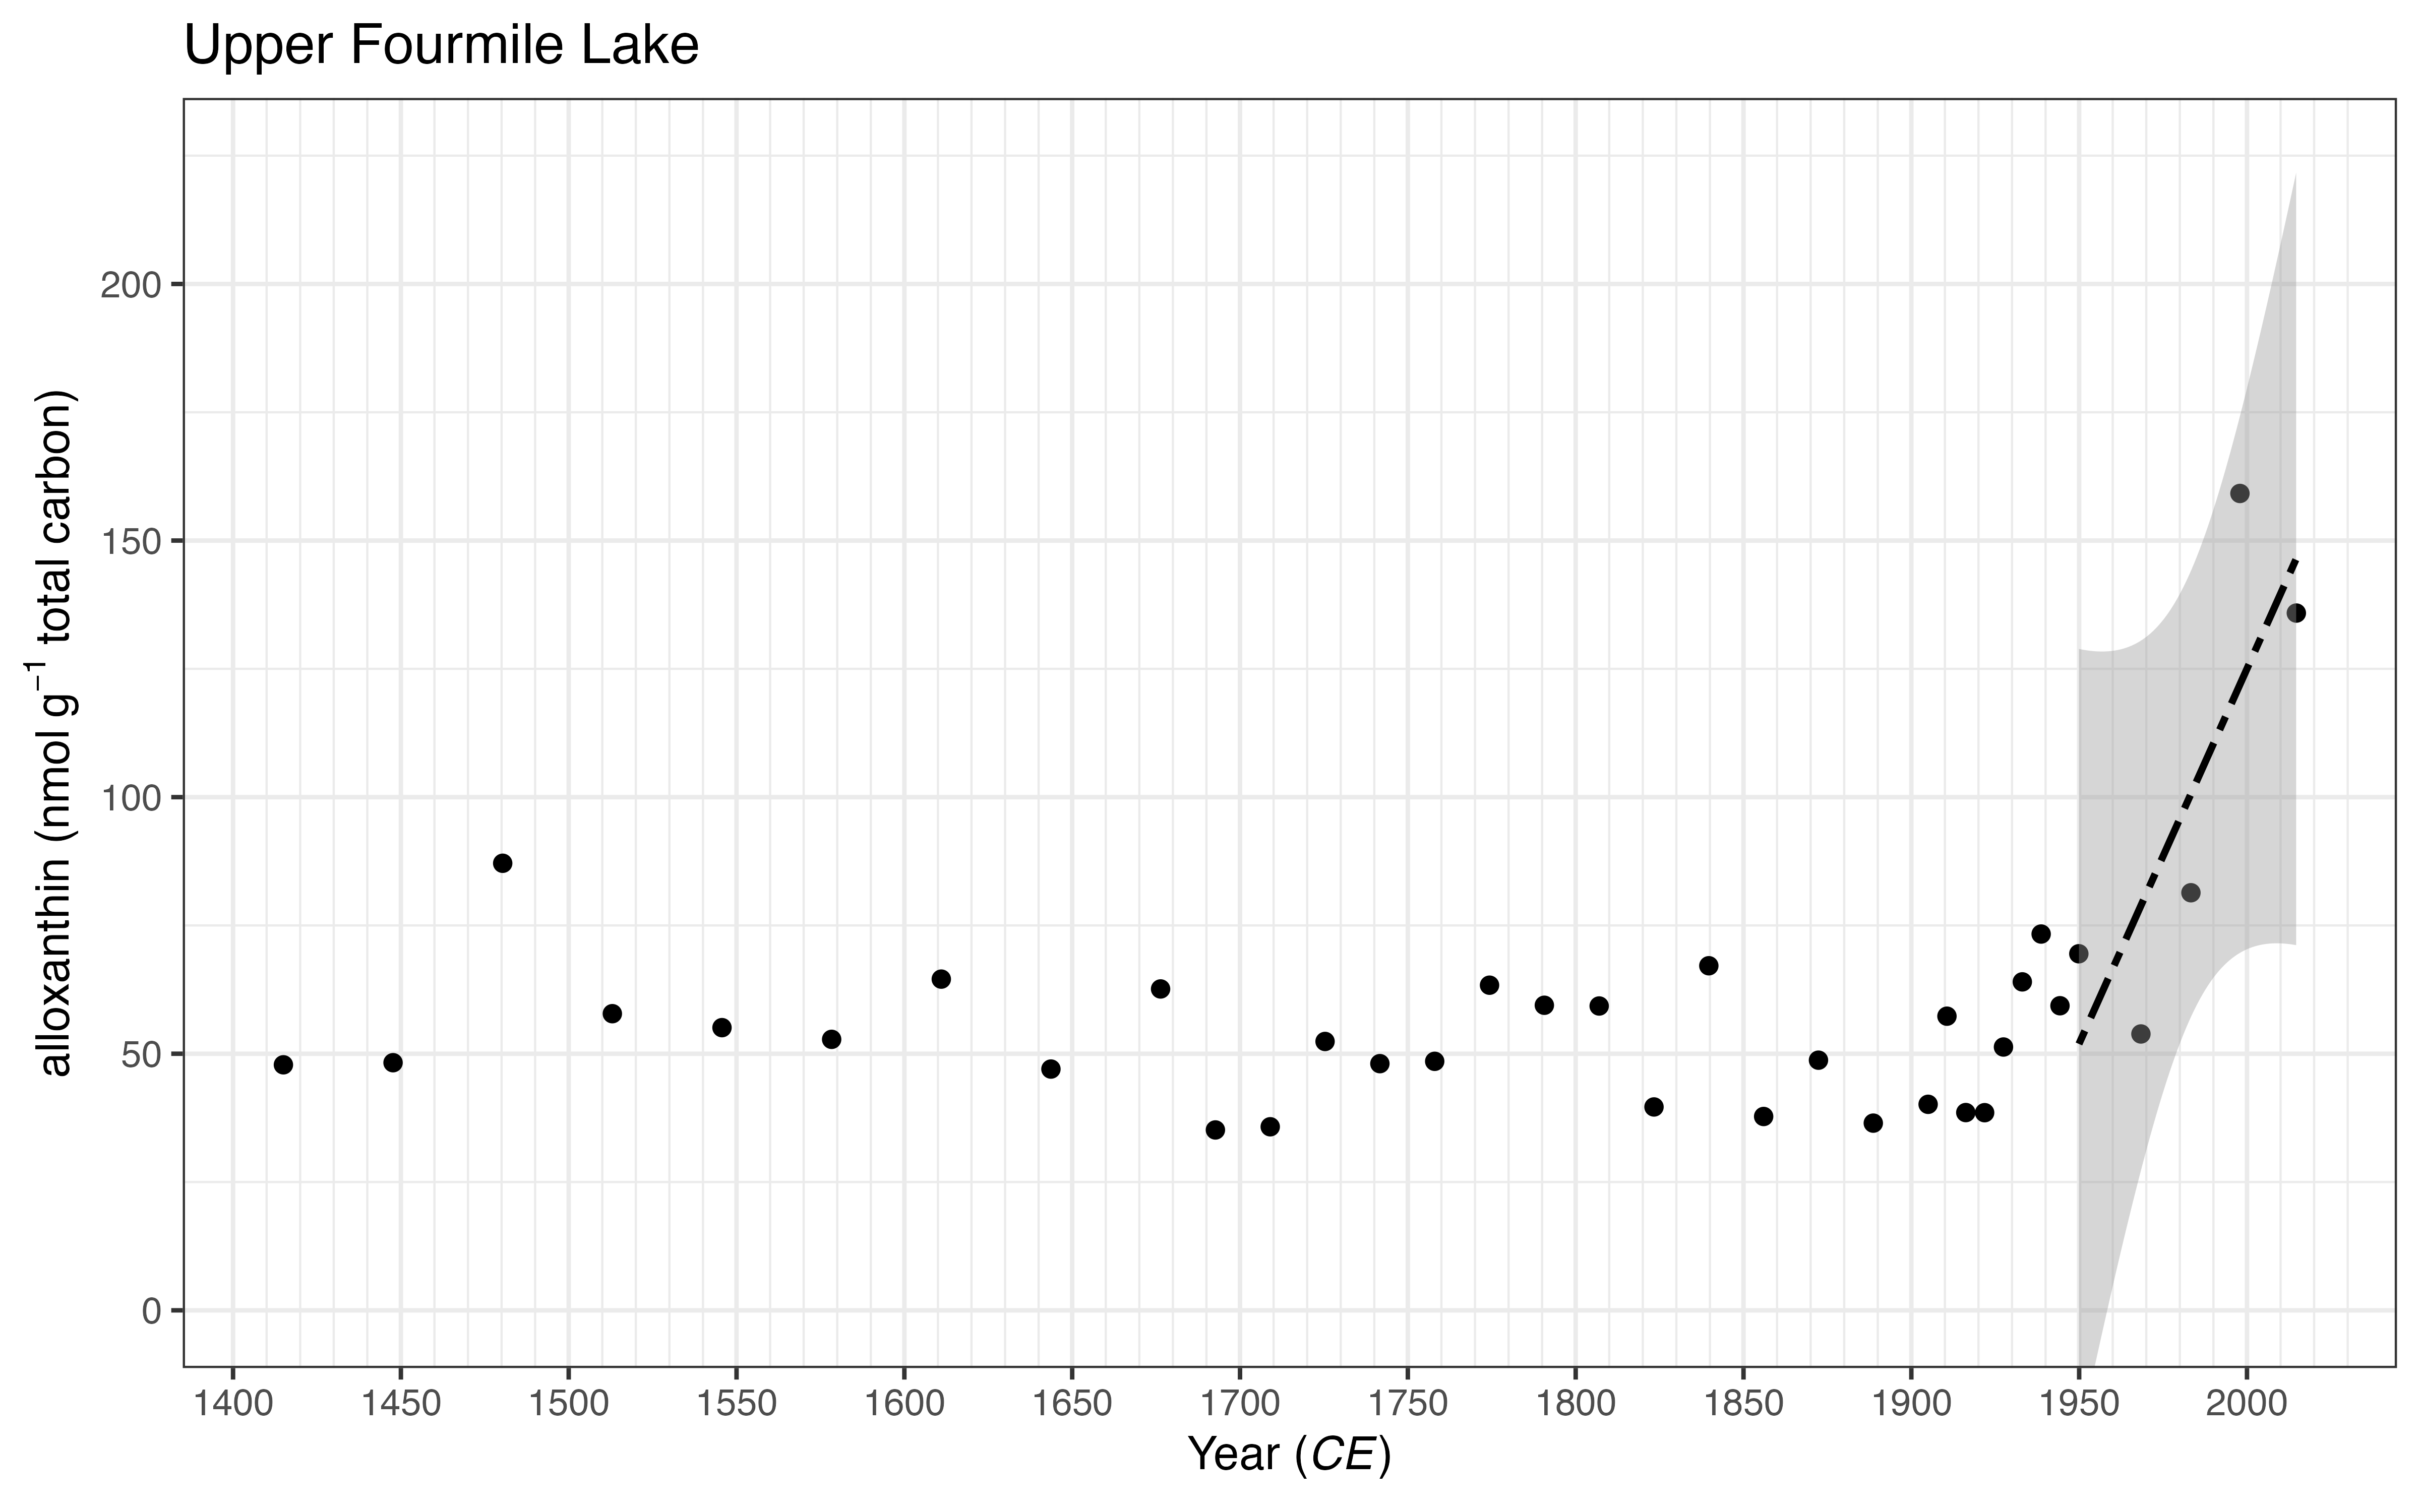 Upper Fourmile Lake
alloxanthin (nmol g⁻¹ total carbon)
200
150
100
50
0
1400 1450 1500 1550 1600 1650 1700 1750 1800 1850 1900 1950 2000
Year (CE)